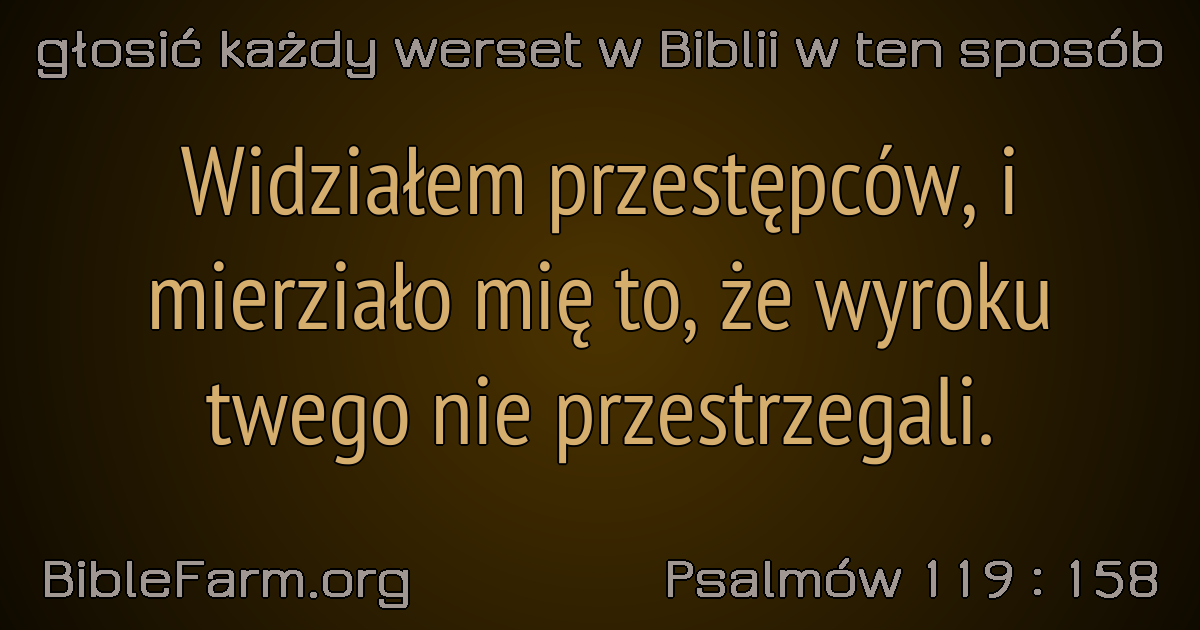 głosić każdy werset w Biblii w ten sposób
Widziałem przestępców, i
mierziało mię to, że wyroku
twego nie przestrzegali.
BibleFarm.org
Psalmów 119 : 158